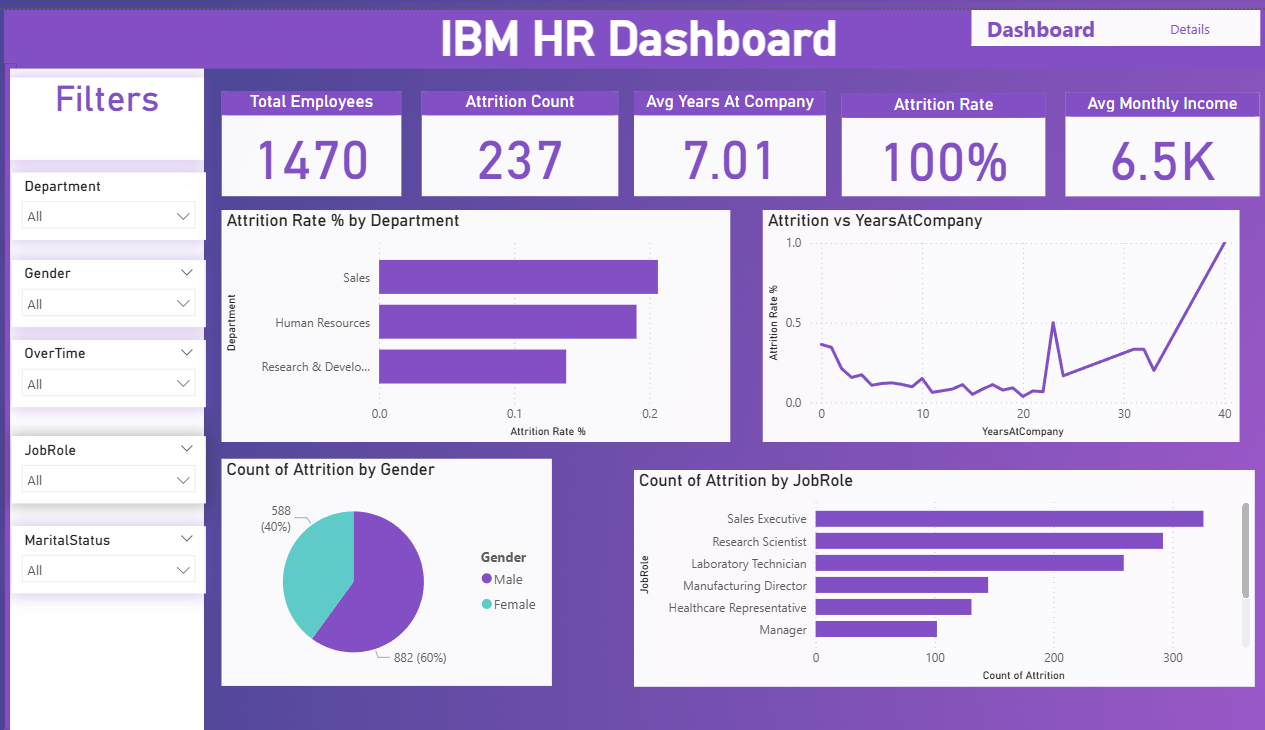 IBM HR Dashboard
Dashboard
Details
Filters
Department
All
Gender
All
OverTime
All
JobRole
All
MaritalStatus
All
Total Employees
1470
Attrition Count
237
Avg Years At Company
7.01
Attrition Rate
100%
Avg Monthly Income
6.5K
Attrition Rate % by Department
Department
Sales
Human Resources
Research & Develo...
0.0
0.1
0.2
Attrition Rate %
Attrition vs YearsAtCompany
Attrition Rate %
1.0
0.5
0.0
0
10
20
30
40
YearsAtCompany
Count of Attrition by Gender
588
(40%)
882 (60%)
Gender
Male
Female
Count of Attrition by JobRole
JobRole
Sales Executive
Research Scientist
Laboratory Technician
Manufacturing Director
Healthcare Representative
Manager
0
100
200
300
Count of Attrition